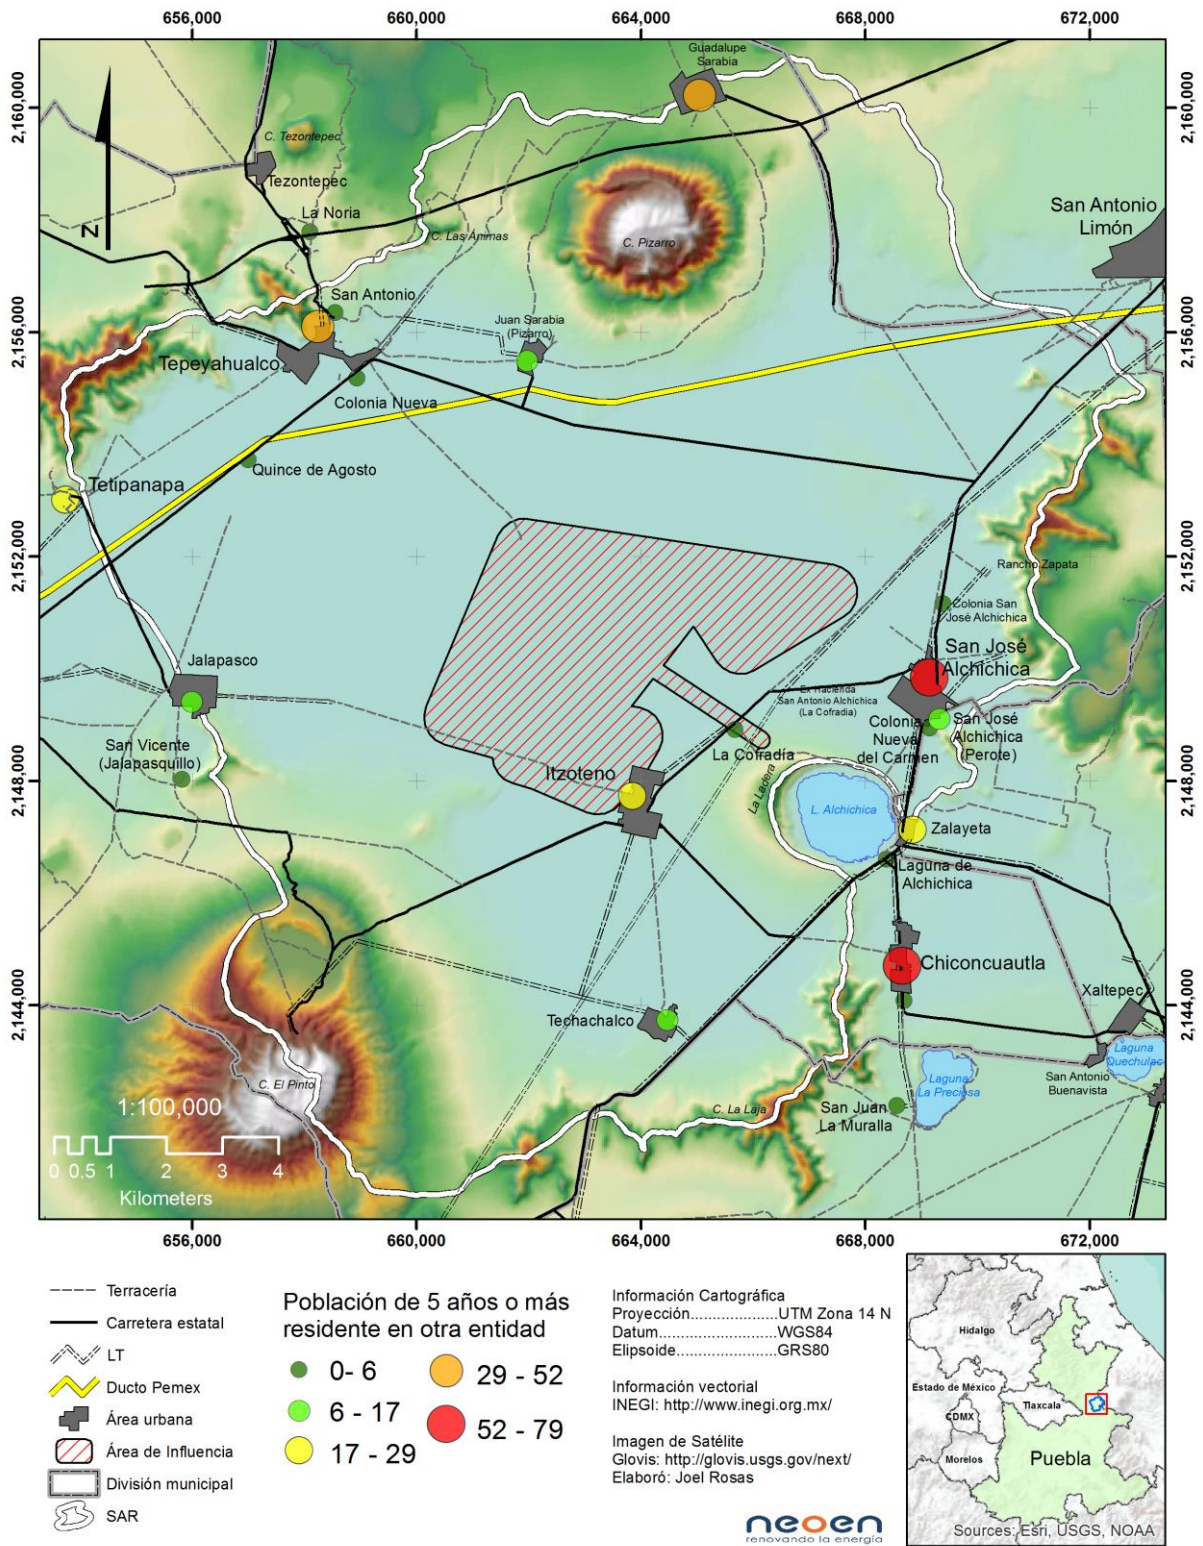 656,000
660,000
664,000
668,000
672,000
2,160,000
2,156,000
2,152,000
2,148,000
2,144,000
2,160,000
2,156,000
2,152,000
2,148,000
2,144,000
N
Guadalupe
Sarabia
C. Tezontepec
Tezontepec
La Noria
C. Las Animas
C. Pizarro
San Antonio
Limón
San Antonio
Juan Sarabia
(Pizarro)
Tepeyahualco
Colonia Nueva
Quince de Agosto
Tetipanapa
Rancho Zapata
Colonia San
José Alchichica
San José
Alchichica
Jalapasco
Ex Hacienda
San Antonio Alchichica
(La Cofradia)
Colonia
Nueva
del Carmen
San José
Alchichica
(Perote)
San Vicente
(Jalapasquillo)
La Cofradía
Itzoteno
La Ladera
L. Alchichica
Zalayeta
Laguna de
Alchichica
Chiconcuautla
Xaltepec
Techachalco
Laguna
Quechulac
San Antonio
Buenavista
Laguna
La Preciosa
C. El Pinto
C. La Laja
San Juan
La Muralla
1:100,000
0 0.5 1 2 3 4
Kilometers
656,000
660,000
664,000
668,000
672,000
Terracería
Carretera estatal
LT
Ducto Pemex
Área urbana
Área de Influencia
División municipal
SAR
Población de 5 años o más
residente en otra entidad
0- 6
6 - 17
17 - 29
29 - 52
52 - 79
Información Cartográfica
Proyección...................UTM Zona 14 N
Datum.........................WGS84
Elipsoide.....................GRS80
Información vectorial
INEGI: http://www.inegi.org.mx/
Imagen de Satélite
Glovis: http://glovis.usgs.gov/next/
Elaboró: Joel Rosas
neoen
renovando la energía
Hidalgo
Estado de México
CDMX
Tlaxcala
Morelos
Puebla
Sources: Esri, USGS, NOAA